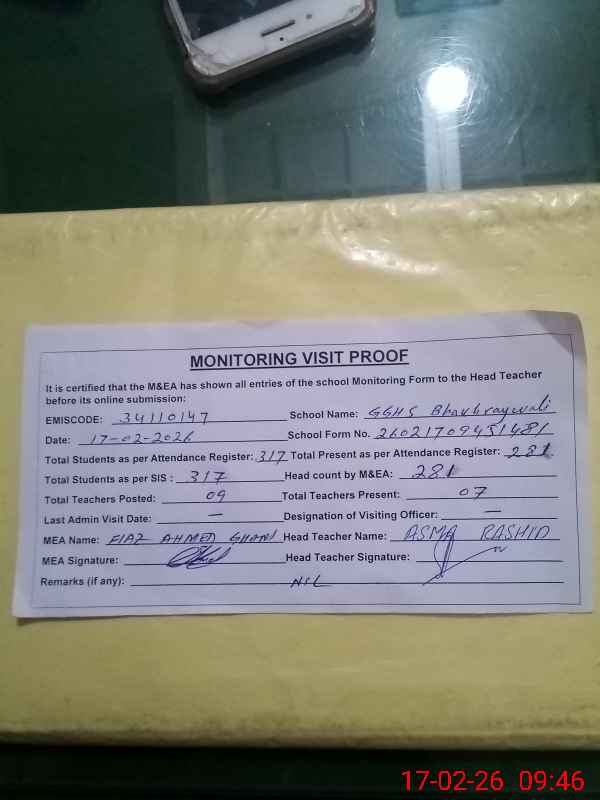 MONITORING VISIT PROOF
It is certified that the M&EA has shown all entries of the school Monitoring Form to the Head Teacher
before its online submission:
EMISCODE: 34110147 School Name: GGHS Bhakhraywali
Date: 17-02-2026 School Form No. 26021709451481
Total Students as per Attendance Register: 317 Total Present as per Attendance Register: 281
Total Students as per SIS : 317 Head count by M&EA: 281
Total Teachers Posted: 09 Total Teachers Present: 07
Last Admin Visit Date: — Designation of Visiting Officer: —
MEA Name: FIAZ AHMED GHANI Head Teacher Name: ASMA RASHID
MEA Signature: Head Teacher Signature:
Remarks (if any): NIL
17-02-26 09:46